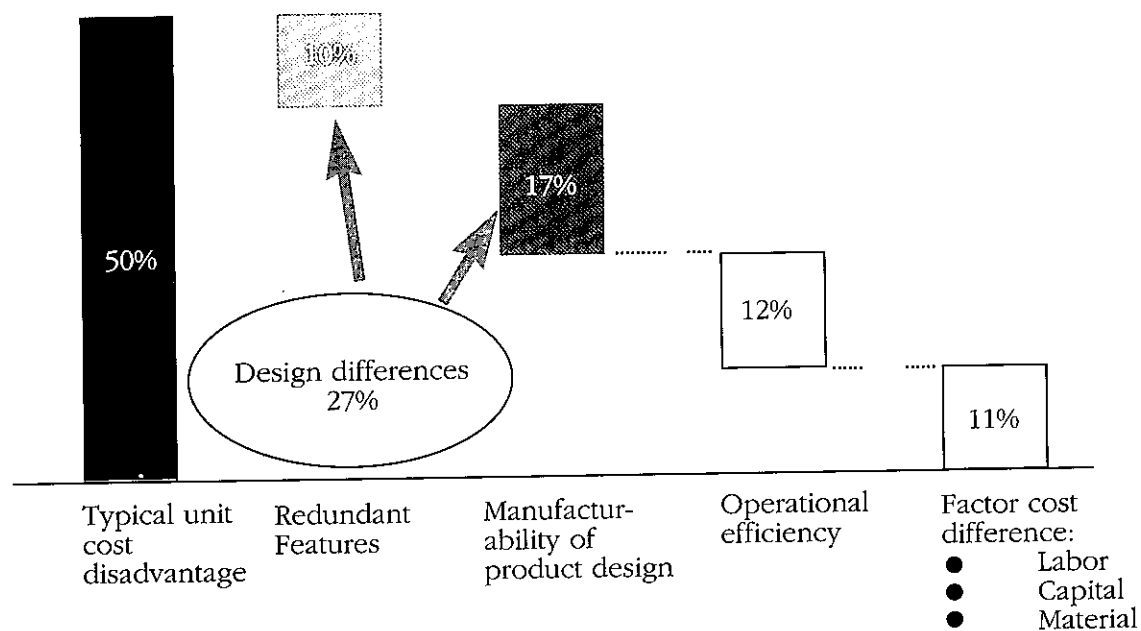 10%
17%
50%
12%
Design differences
27%
11%
Typical unit
cost
disadvantage
Redundant
Features
Manufactur-
ability of
product design
Operational
efficiency
Factor cost
difference:
● Labor
● Capital
● Material